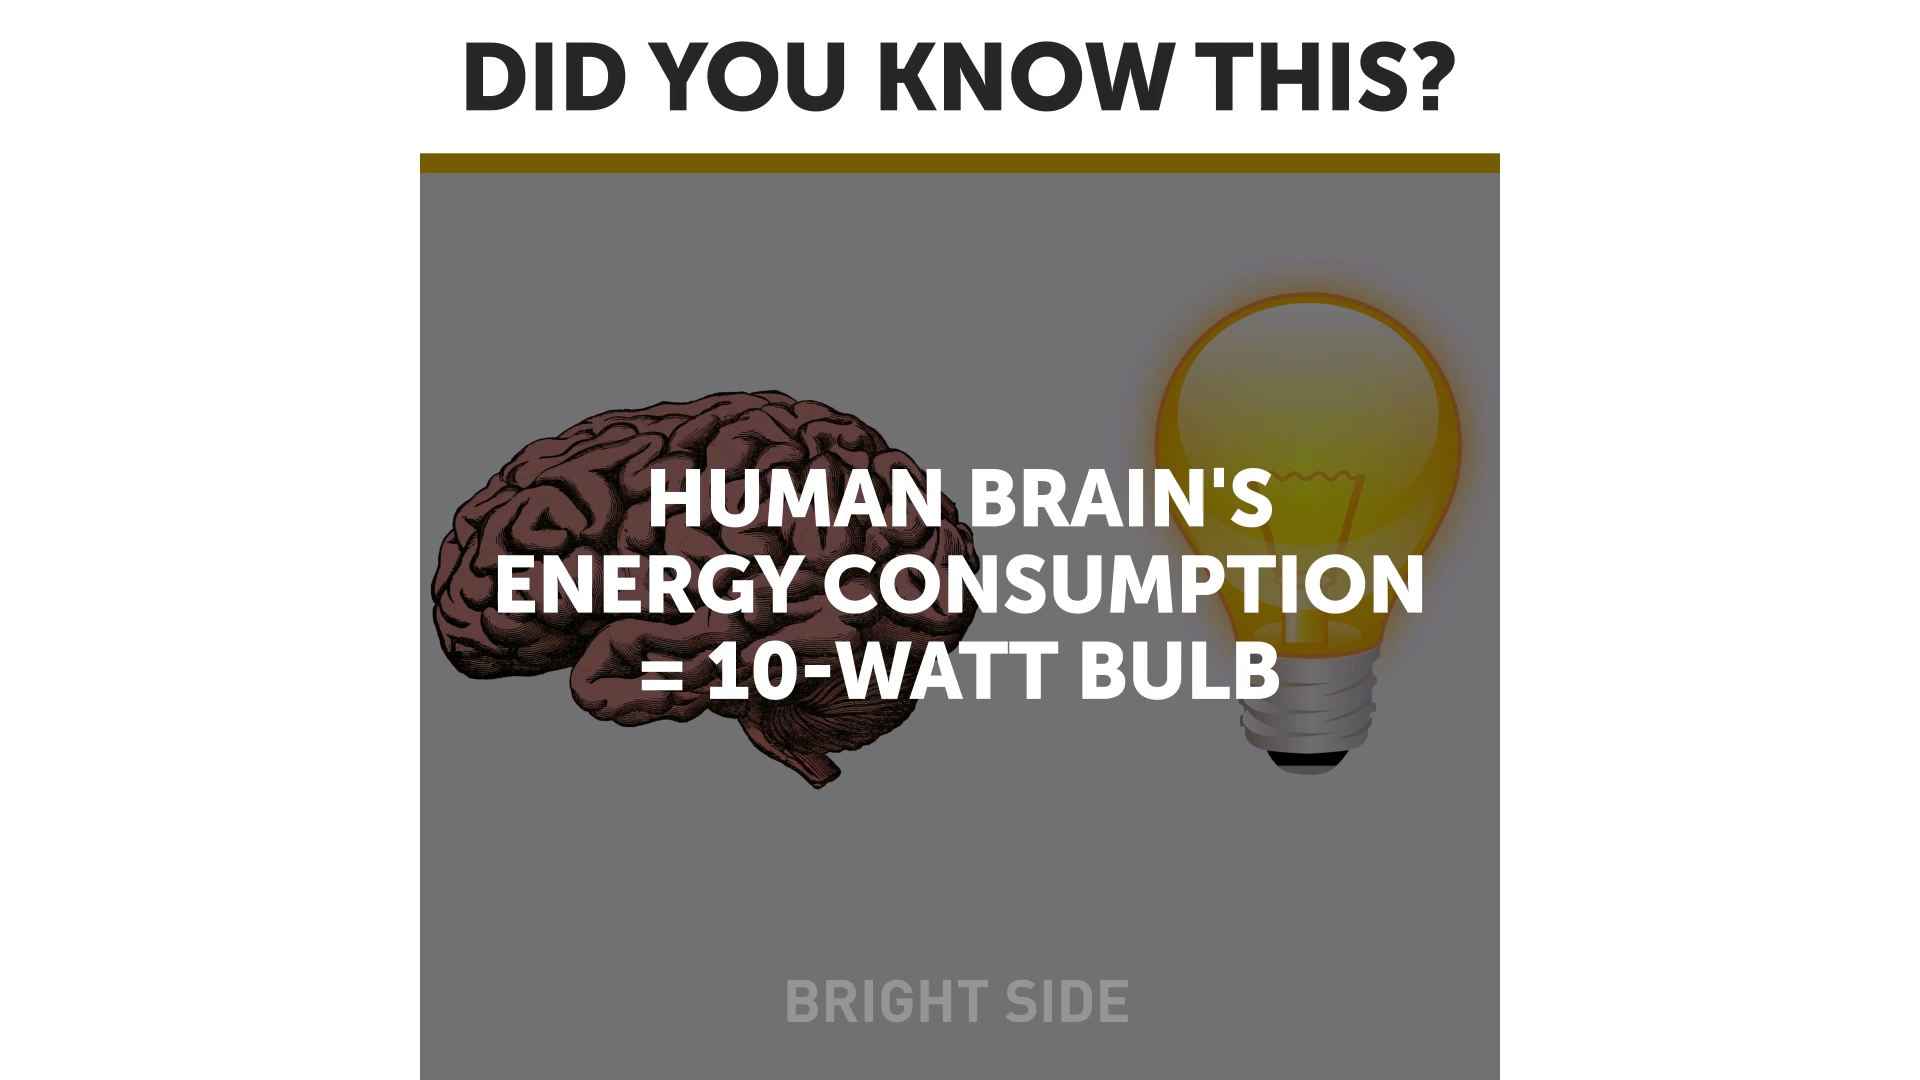 DID YOU KNOW THIS?
HUMAN BRAIN'S
ENERGY CONSUMPTION
= 10-WATT BULB
BRIGHT SIDE